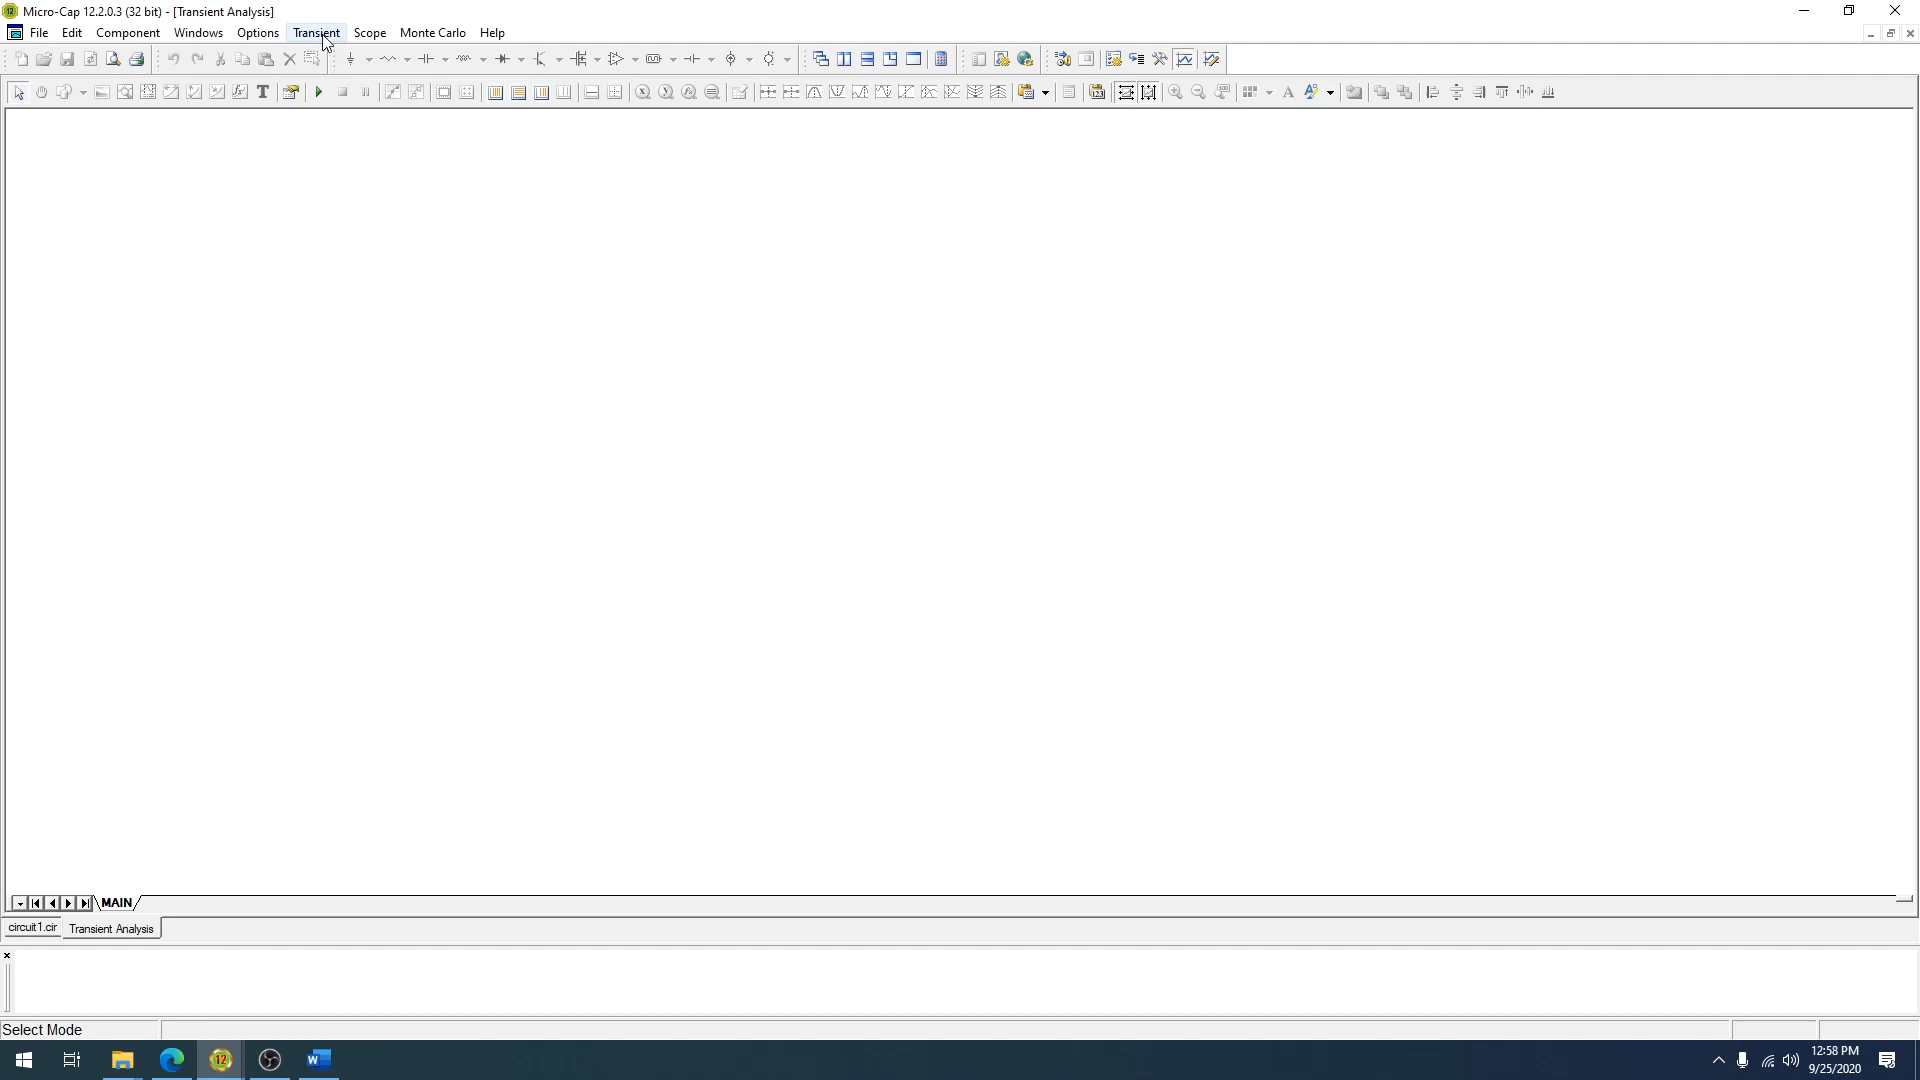 Micro-Cap 12.2.0.3 (32 bit) - [Transient Analysis]
File Edit Component Windows Options Transient Scope Monte Carlo Help
MAIN
circuit1.cir Transient Analysis
Select Mode
12:58 PM
9/25/2020